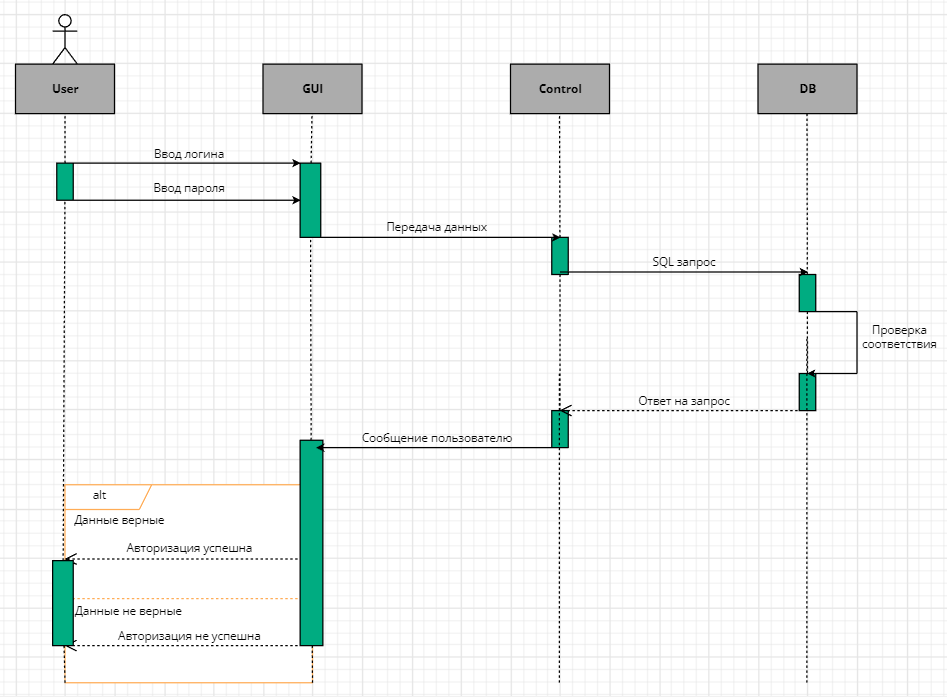 User
GUI
Control
DB
Ввод логина
Ввод пароля
Передача данных
SQL запрос
Проверка
соответствия
Ответ на запрос
Сообщение пользователю
alt
Данные верные
Авторизация успешна
Данные не верные
Авторизация не успешна